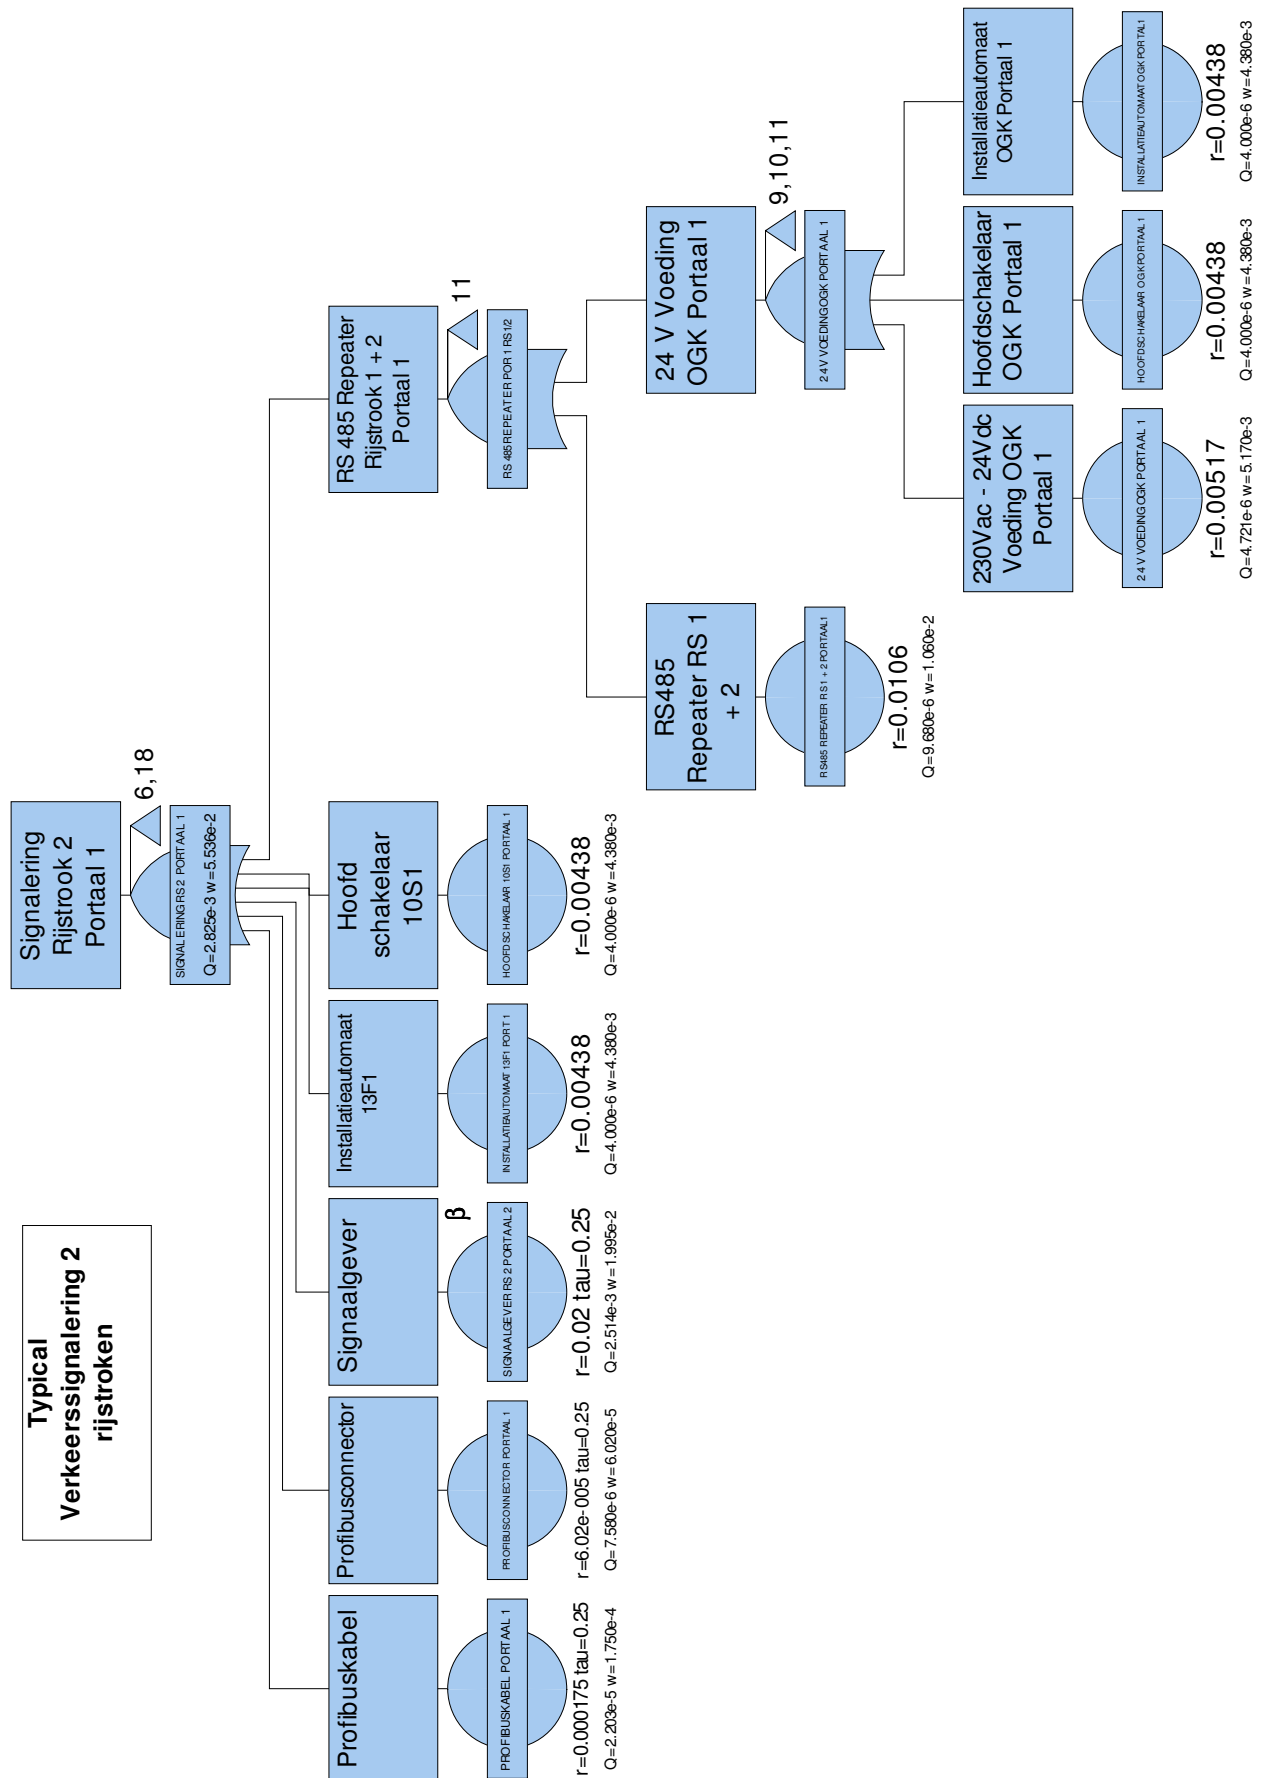 Typical
Verkeerssignalering 2
rijstroken
Signalering
Rijstrook 2
Portaal 1
6,18
SIGNALERING RS 2 PORTAAL 1
Q=2.825e-3 w=5.536e-2
Profibuskabel
PROFIBUSKABEL PORTAAL 1
r=0.000175 tau=0.25
Q=2.203e-5 w=1.750e-4
Profibusconnector
PROFIBUSCONNECTOR PORTAAL 1
r=6.02e-005 tau=0.25
Q=7.580e-6 w=6.020e-5
Signaalgever
β
SIGNAALGEVER RS 2 PORTAAL 2
r=0.02 tau=0.25
Q=2.514e-3 w=1.995e-2
Installatieautomaat
13F1
INSTALLATIEAUTOMAAT 13F1 PORT 1
r=0.00438
Q=4.000e-6 w=4.380e-3
Hoofd
schakelaar
10S1
HOOFDSCHAKELAAR 10S1 PORTAAL 1
r=0.00438
Q=4.000e-6 w=4.380e-3
RS 485 Repeater
Rijstrook 1 + 2
Portaal 1
11
RS 485 REPEATER POR 1 RS1/2
RS485
Repeater RS 1
+ 2
RS485 REPEATER RS 1 + 2 PORTAAL1
r=0.0106
Q=9.680e-6 w=1.060e-2
24 V Voeding
OGK Portaal 1
9,10,11
24 V VOEDING OGK PORTAAL 1
230Vac - 24Vdc
Voeding OGK
Portaal 1
24 V VOEDING OGK PORTAAL 1
r=0.00517
Q=4.721e-6 w=5.170e-3
Hoofdschakelaar
OGK Portaal 1
HOOFDSCHAKELAAR OGK PORTAAL 1
r=0.00438
Q=4.000e-6 w=4.380e-3
Installatieautomaat
OGK Portaal 1
INSTALLATIEAUTOMAAT OGK PORTAL1
r=0.00438
Q=4.000e-6 w=4.380e-3